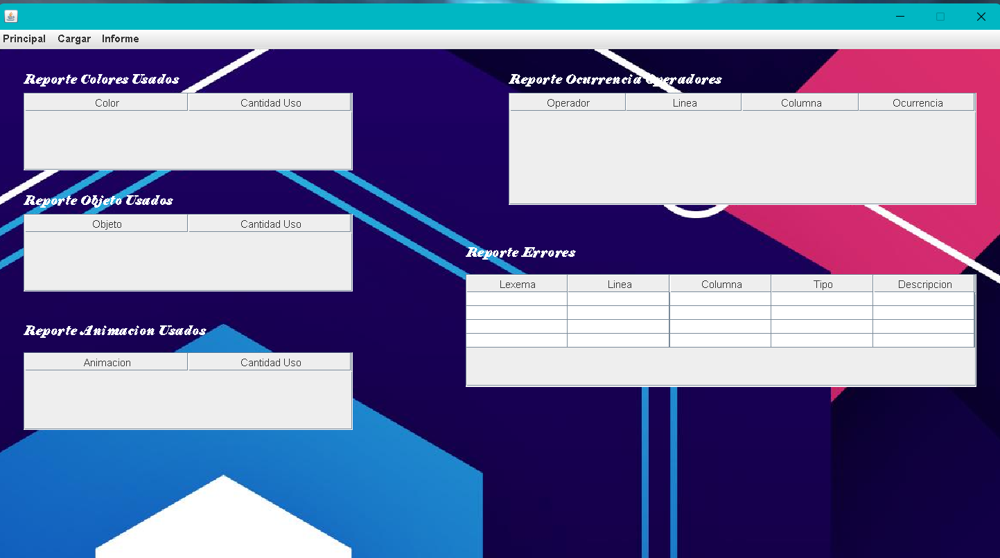 Principal Cargar Informe
Reporte Colores Usados
Color Cantidad Uso
Reporte Objeto Usados
Objeto Cantidad Uso
Reporte Animacion Usados
Animacion Cantidad Uso
Reporte Ocurrencia Operadores
Operador Linea Columna Ocurrencia
Reporte Errores
Lexema Linea Columna Tipo Descripcion